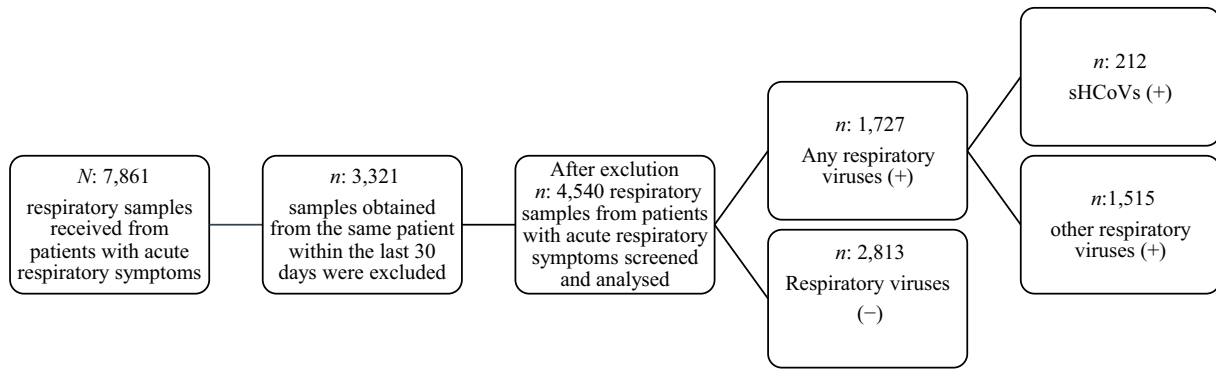 N: 7,861
respiratory samples
received from
patients with acute
respiratory symptoms
n: 3,321
samples obtained
from the same patient
within the last 30
days were excluded
After exclution
n: 4,540 respiratory
samples from patients
with acute respiratory
symptoms screened
and analysed
n: 1,727
Any respiratory
viruses (+)
n: 2,813
Respiratory viruses
(−)
n: 212
sHCoVs (+)
n:1,515
other respiratory
viruses (+)